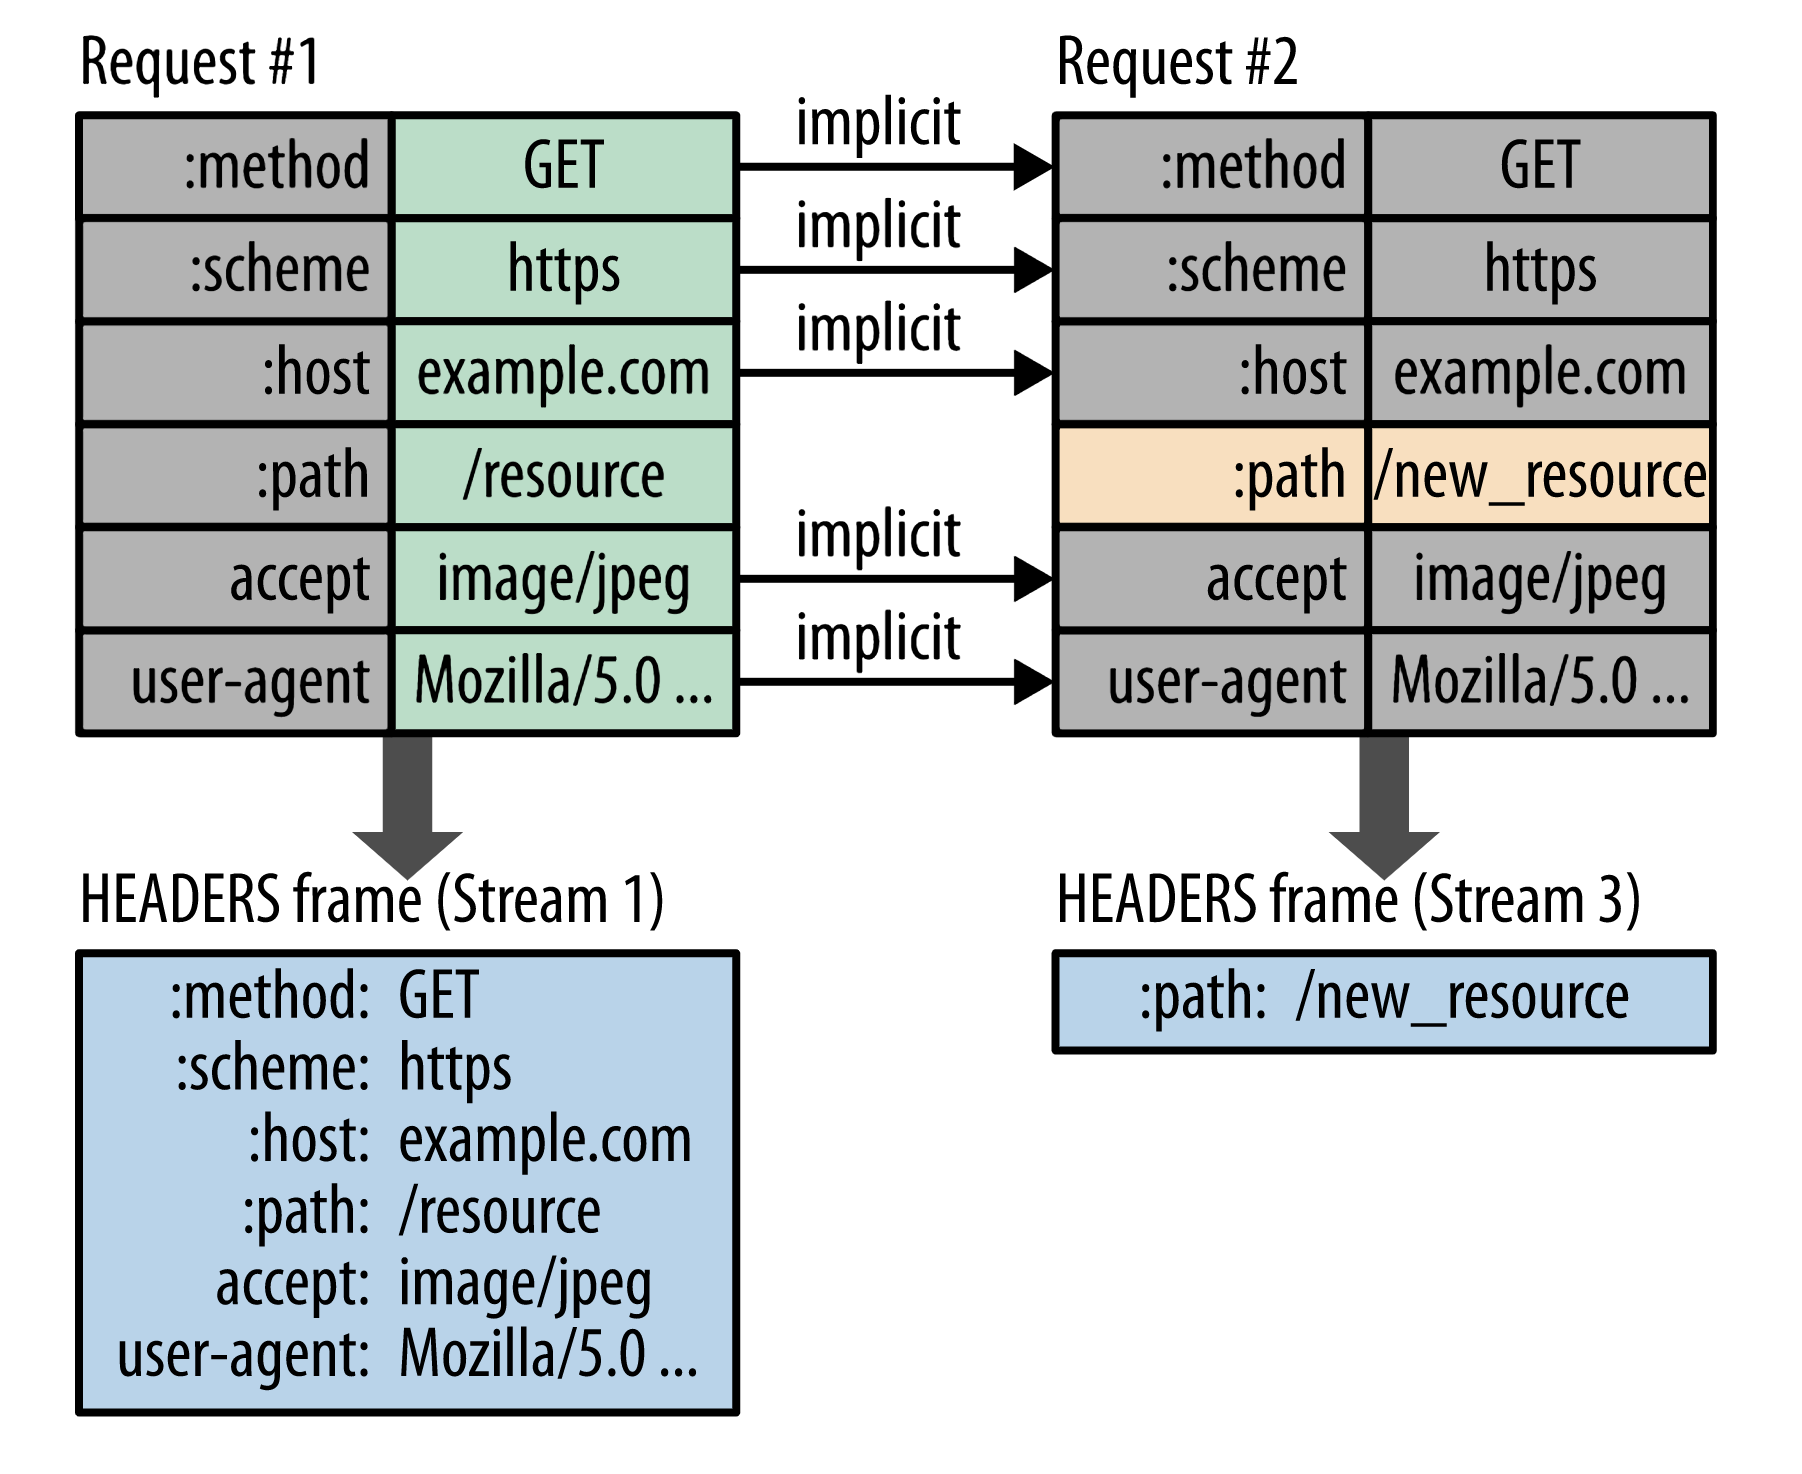 Request #1
:method GET
:scheme https
:host example.com
:path /resource
accept image/jpeg
user-agent Mozilla/5.0 ...
implicit
implicit
implicit
implicit
implicit
Request #2
:method GET
:scheme https
:host example.com
:path /new_resource
accept image/jpeg
user-agent Mozilla/5.0 ...
HEADERS frame (Stream 1)
:method: GET
:scheme: https
:host: example.com
:path: /resource
accept: image/jpeg
user-agent: Mozilla/5.0 ...
HEADERS frame (Stream 3)
:path: /new_resource